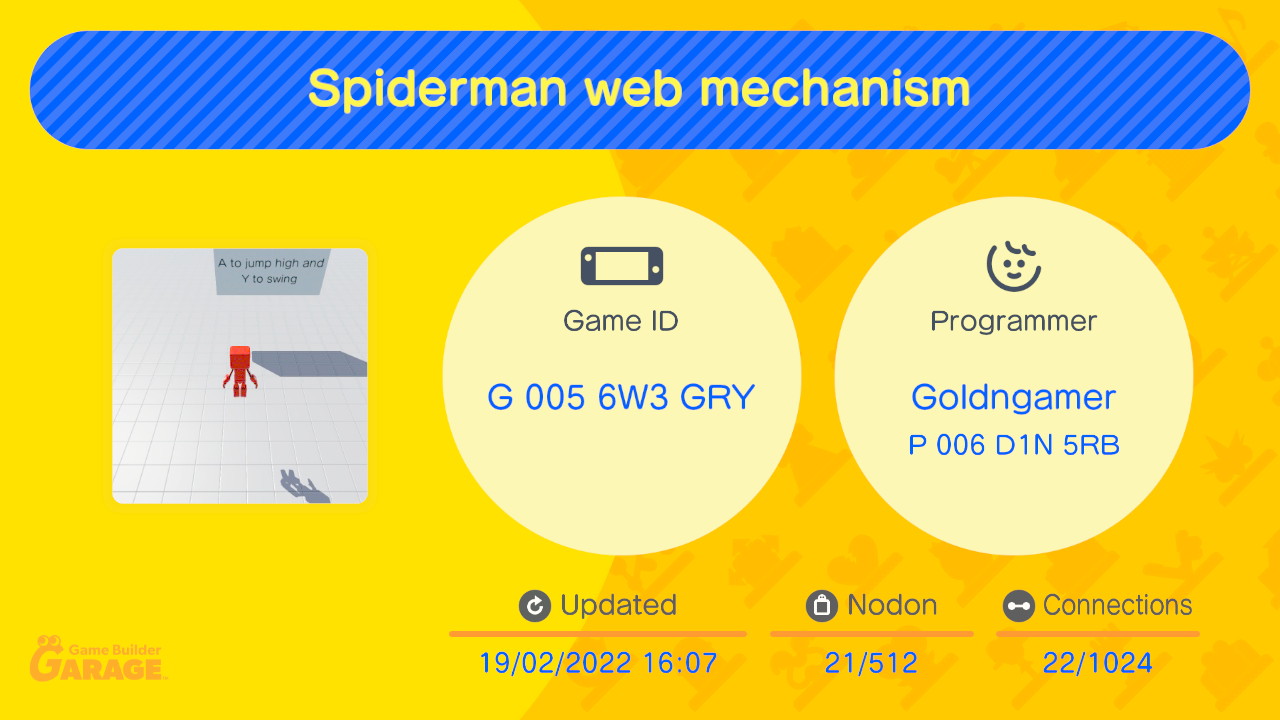 Spiderman web mechanism
A to jump high and
Y to swing
Game ID
G 005 6W3 GRY
Programmer
Goldngamer
P 006 D1N 5RB
Updated
19/02/2022 16:07
Nodon
21/512
Connections
22/1024
Game Builder
GARAGE™